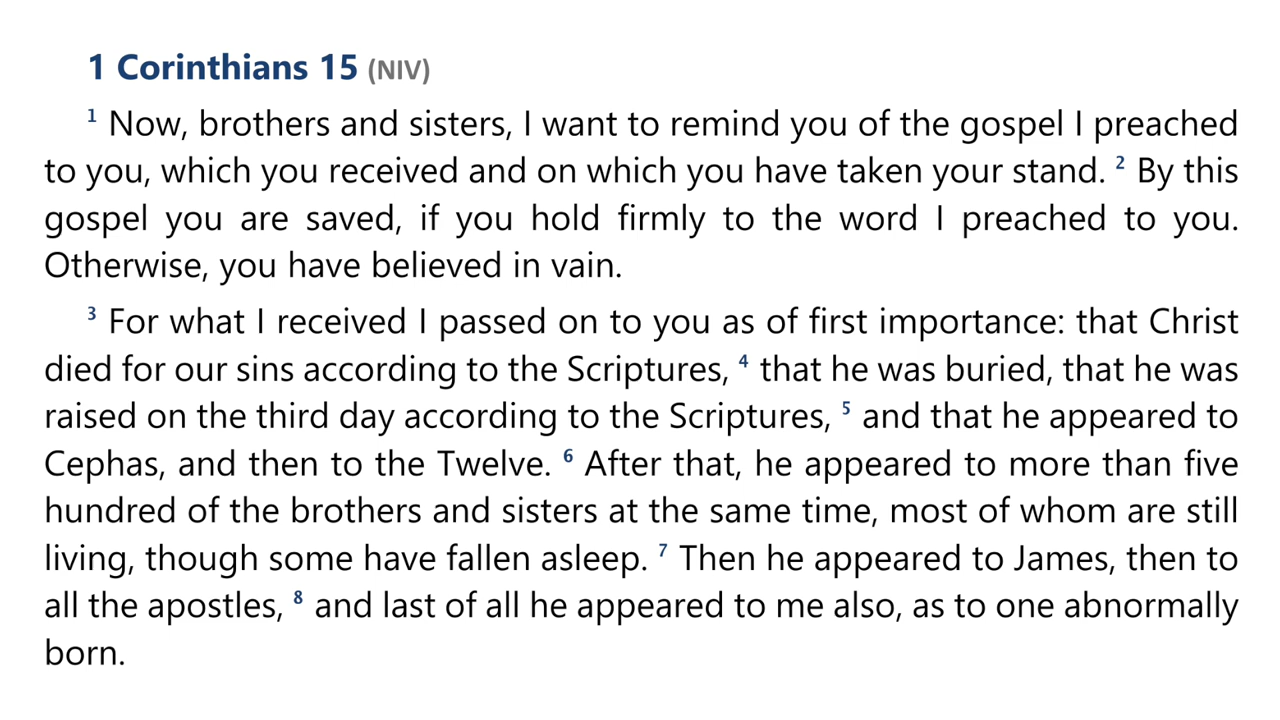 1 Corinthians 15 (NIV)
1 Now, brothers and sisters, I want to remind you of the gospel I preached
to you, which you received and on which you have taken your stand. 2 By this
gospel you are saved, if you hold firmly to the word I preached to you.
Otherwise, you have believed in vain.
3 For what I received I passed on to you as of first importance: that Christ
died for our sins according to the Scriptures, 4 that he was buried, that he was
raised on the third day according to the Scriptures, 5 and that he appeared to
Cephas, and then to the Twelve. 6 After that, he appeared to more than five
hundred of the brothers and sisters at the same time, most of whom are still
living, though some have fallen asleep. 7 Then he appeared to James, then to
all the apostles, 8 and last of all he appeared to me also, as to one abnormally
born.